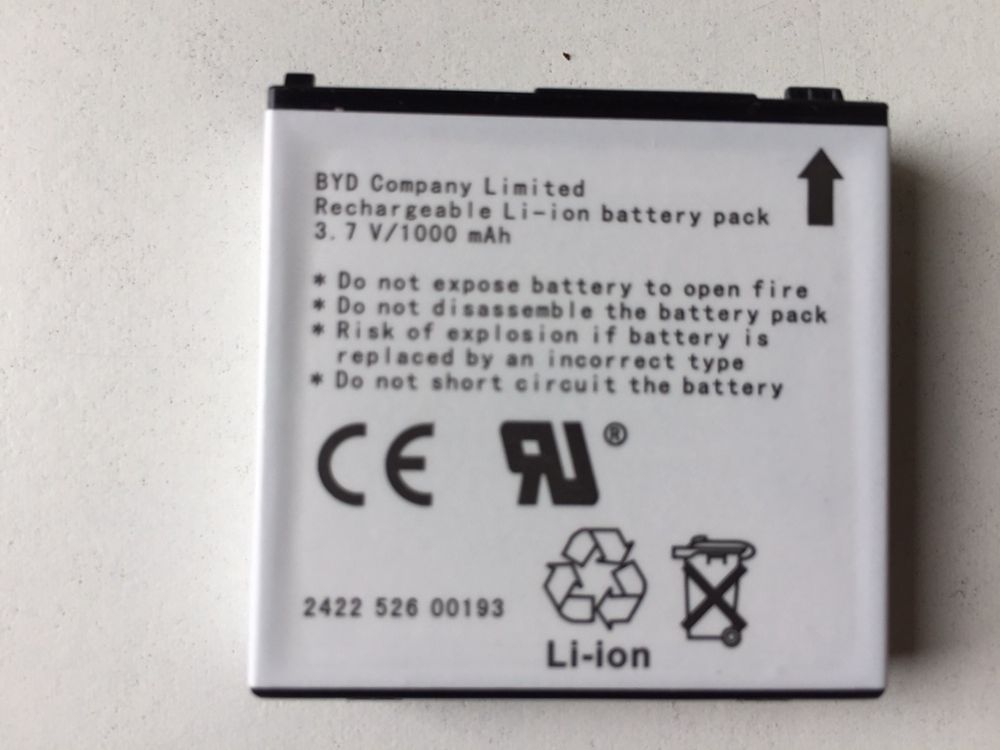 BYD Company Limited
Rechargeable Li-ion battery pack
3.7 V/1000 mAh
* Do not expose battery to open fire
* Do not disassemble the battery pack
* Risk of explosion if battery is
replaced by an incorrect type
* Do not short circuit the battery
CE RU®
2422 526 00193
Li-ion